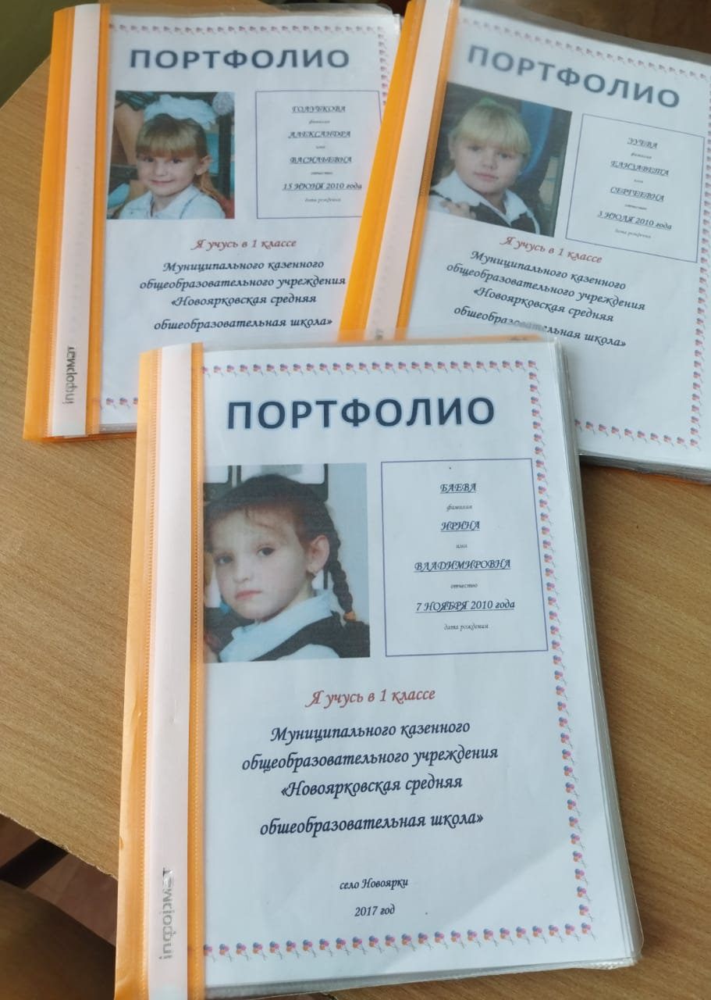 ПОРТФОЛИО
ГОЛУБКОВА
фамилия
АЛЕКСАНДРА
имя
ВАСИЛЬЕВНА
отчество
15 ИЮНЯ 2010 года
дата рождения
Я учусь в 1 классе
Муниципального казенного
общеобразовательного учреждения
«Новоярковская средняя
общеобразовательная школа»
informat
ПОРТФОЛИО
ЗУЕВА
фамилия
ЕЛИЗАВЕТА
имя
СЕРГЕЕВНА
отчество
3 ИЮЛЯ 2010 года
дата рождения
Я учусь в 1 классе
Муниципального казенного
общеобразовательного учреждения
«Новоярковская средняя
общеобразовательная школа»
ПОРТФОЛИО
БАЕВА
фамилия
ИРИНА
имя
ВЛАДИМИРОВНА
отчество
7 НОЯБРЯ 2010 года
дата рождения
Я учусь в 1 классе
Муниципального казенного
общеобразовательного учреждения
«Новоярковская средняя
общеобразовательная школа»
село Новоярки
2017 год
informat